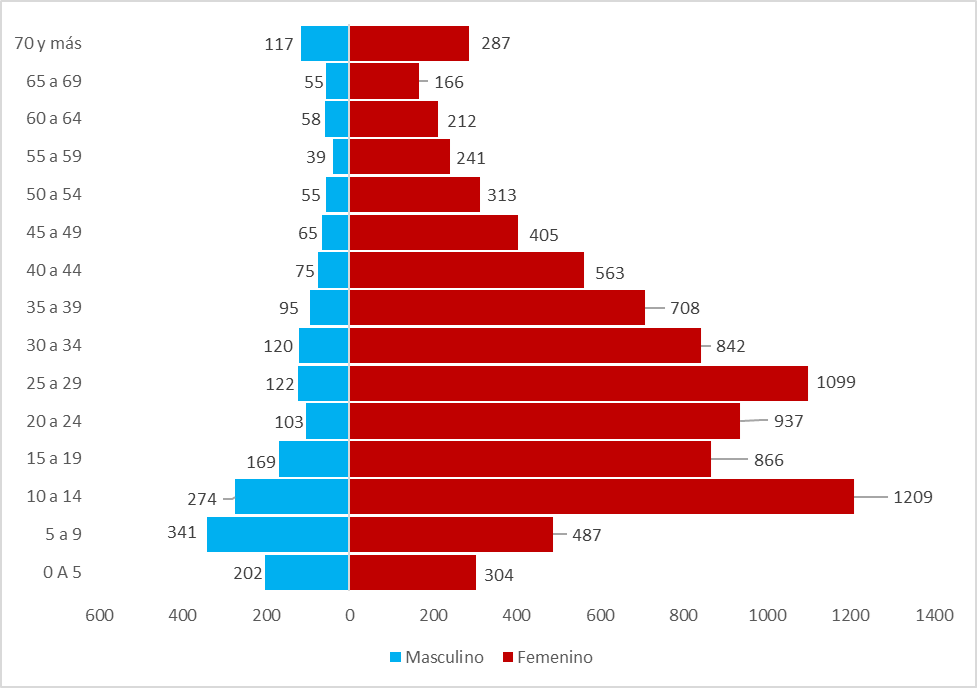 70 y más 117 287
65 a 69 55 166
60 a 64 58 212
55 a 59 39 241
50 a 54 55 313
45 a 49 65 405
40 a 44 75 563
35 a 39 95 708
30 a 34 120 842
25 a 29 122 1099
20 a 24 103 937
15 a 19 169 866
10 a 14 274 1209
5 a 9 341 487
0 A 5 202 304
600 400 200 0 200 400 600 800 1000 1200 1400
Masculino Femenino